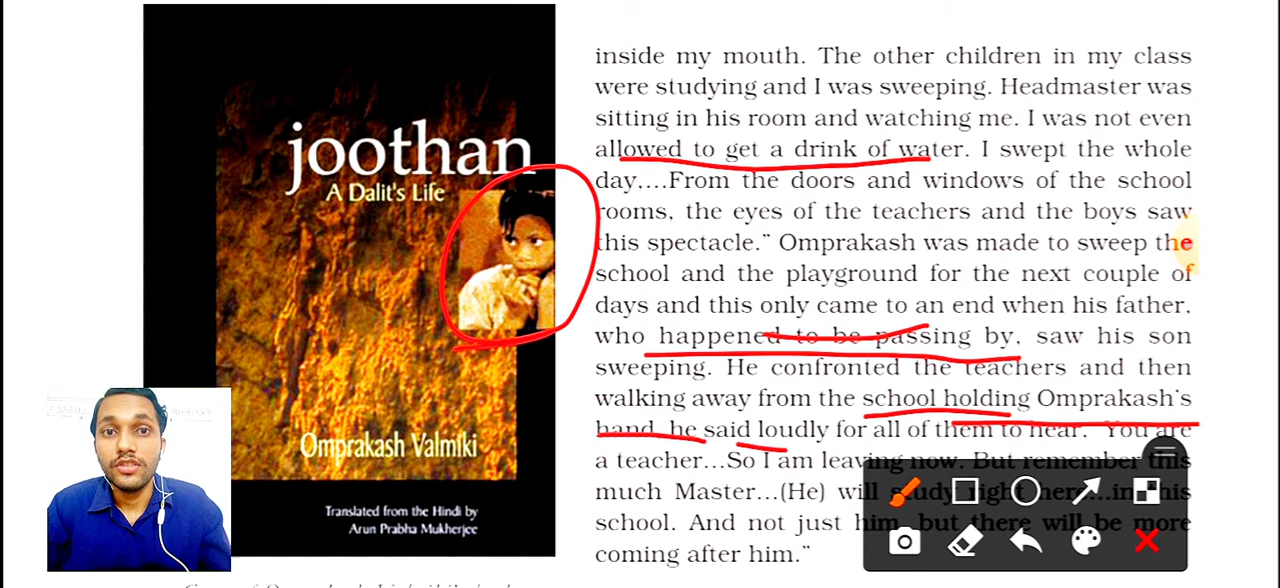 joothan
A Dalit's Life
Omprakash Valmiki
Translated from the Hindi by
Arun Prabha Mukherjee
inside my mouth. The other children in my class
were studying and I was sweeping. Headmaster was
sitting in his room and watching me. I was not even
allowed to get a drink of water. I swept the whole
day,...From the doors and windows of the school
rooms, the eyes of the teachers and the boys saw
this spectacle.” Omprakash was made to sweep the
school and the playground for the next couple of
days and this only came to an end when his father,
who happened to be passing by, saw his son
sweeping. He confronted the teachers and then
walking away from the school holding Omprakash's
hand, he said loudly for all of them to hear, “You are
a teacher...So I am leaving now. But remember this
much Master...(He) will study right here...in this
school. And not just him, but there will be more
coming after him.”